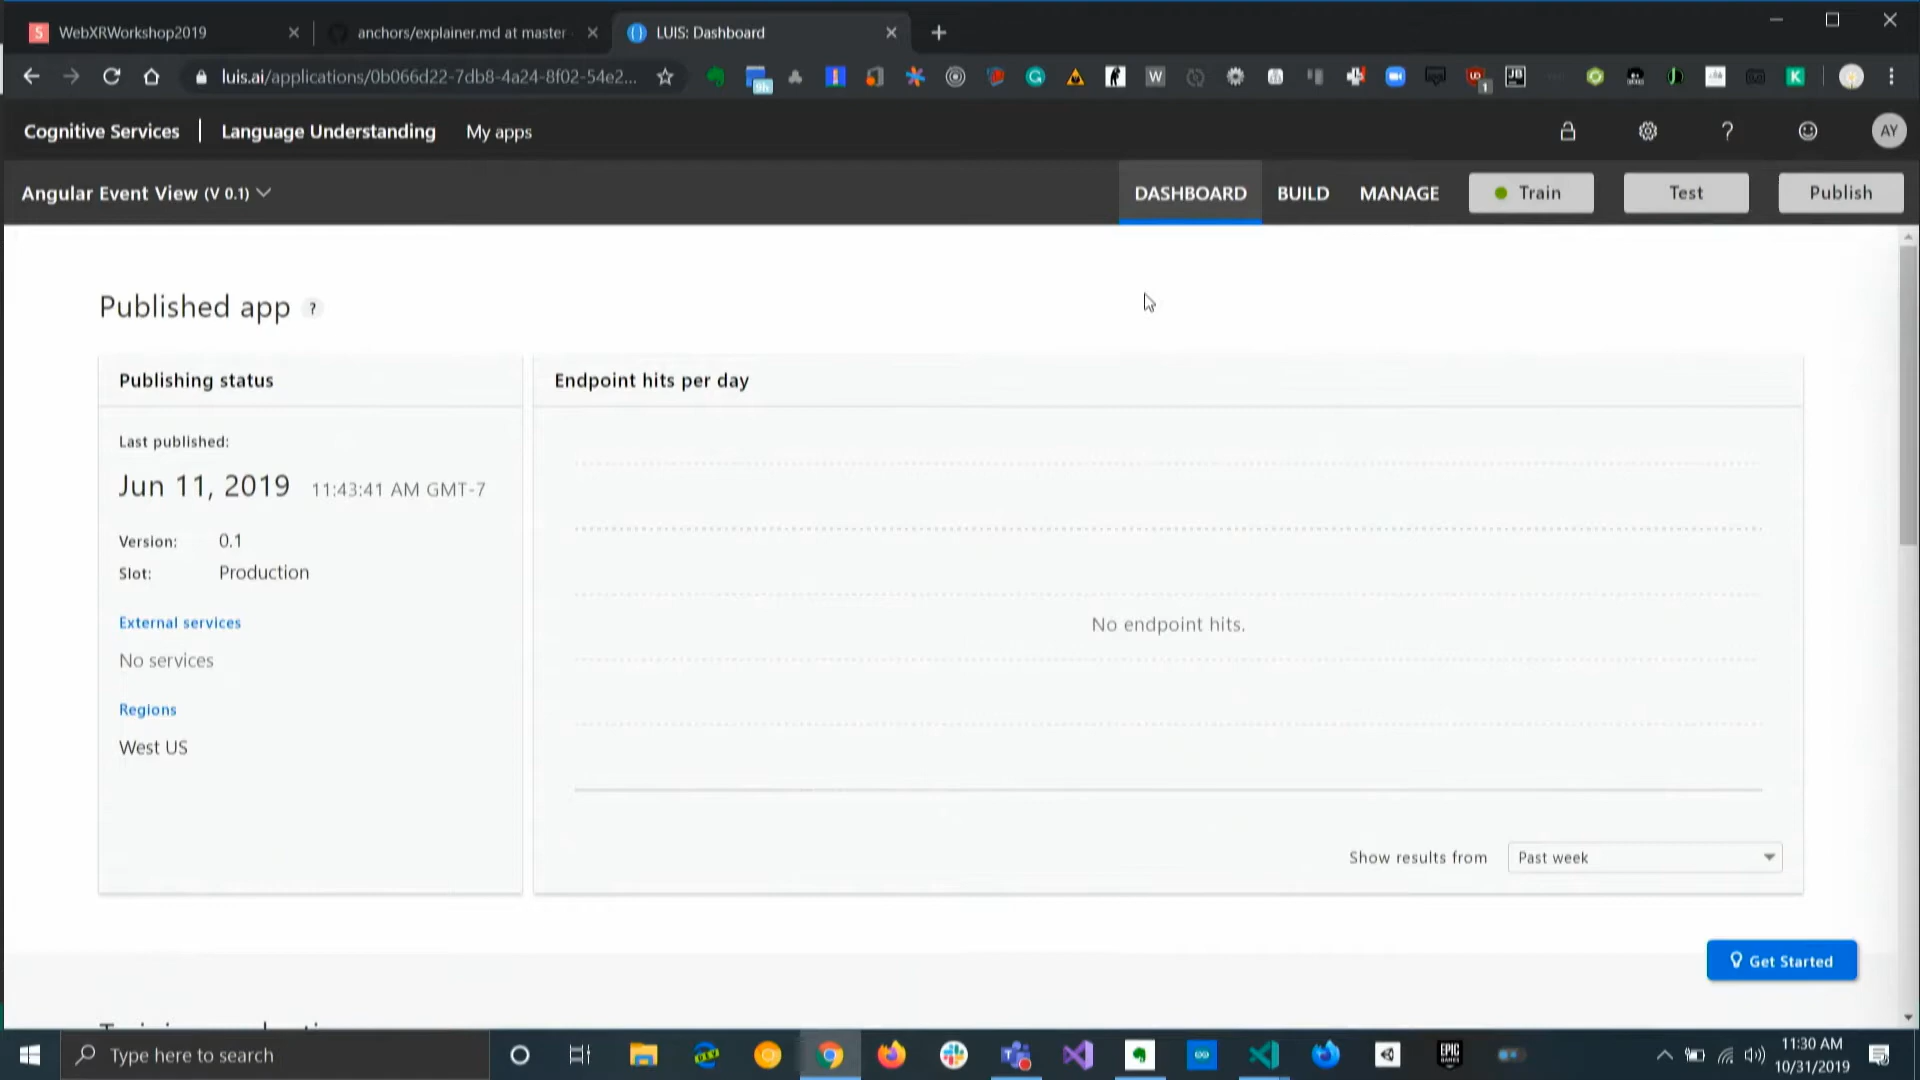 WebXRWorkshop2019
anchors/explainer.md at master
LUIS: Dashboard
luis.ai/applications/0b066d22-7db8-4a24-8f02-54e2...
Cognitive Services
Language Understanding
My apps
AY
Angular Event View (V 0.1)
DASHBOARD
BUILD
MANAGE
Train
Test
Publish
Published app ?
Publishing status
Last published:
Jun 11, 2019 11:43:41 AM GMT-7
Version: 0.1
Slot: Production
External services
No services
Regions
West US
Endpoint hits per day
No endpoint hits.
Show results from Past week
Get Started
Type here to search
11:30 AM
10/31/2019